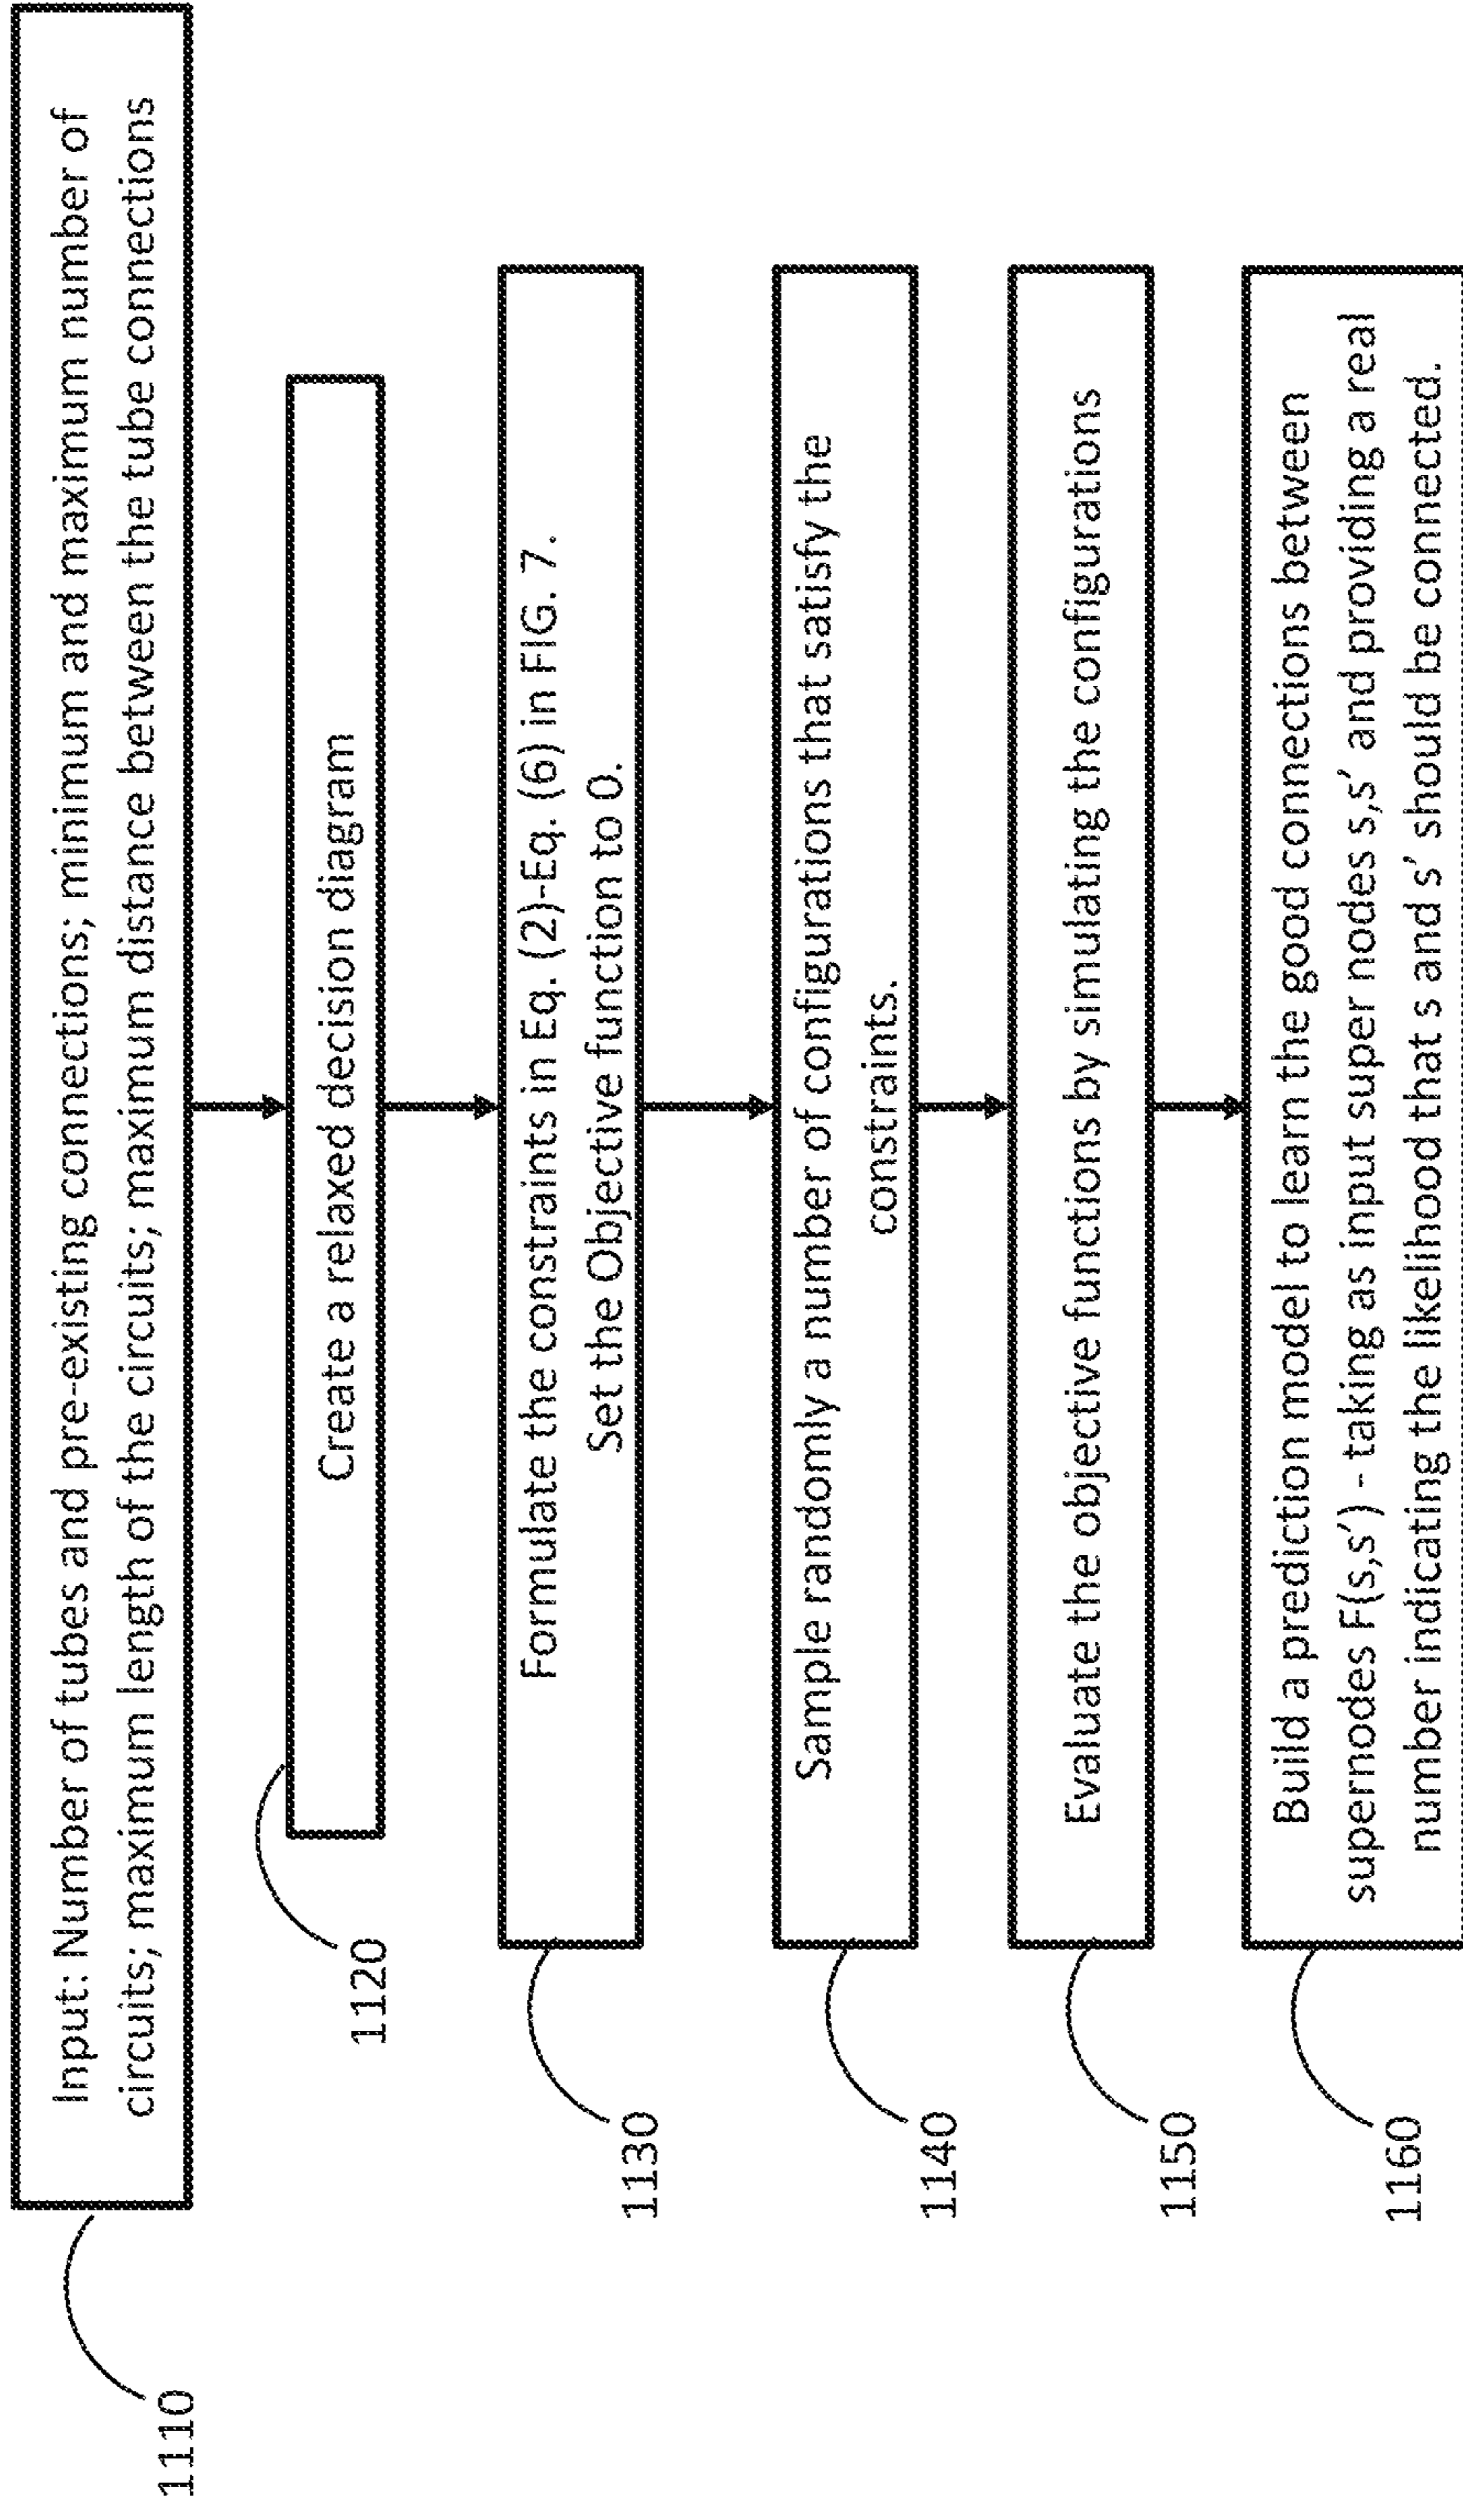 1110
Input: Number of tubes and pre-existing connections; minimum and maximum number of
circuits; maximum length of the circuits; maximum distance between the tube connections
1120
Create a relaxed decision diagram
1130
Formulate the constraints in Eq. (2)-Eq. (6) in FIG. 7.
Set the Objective function to 0.
1140
Sample randomly a number of configurations that satisfy the
constraints.
1150
Evaluate the objective functions by simulating the configurations
1160
Build a prediction model to learn the good connections between
supernodes F(s,s') - taking as input super nodes s,s' and providing a real
number indicating the likelihood that s and s' should be connected.